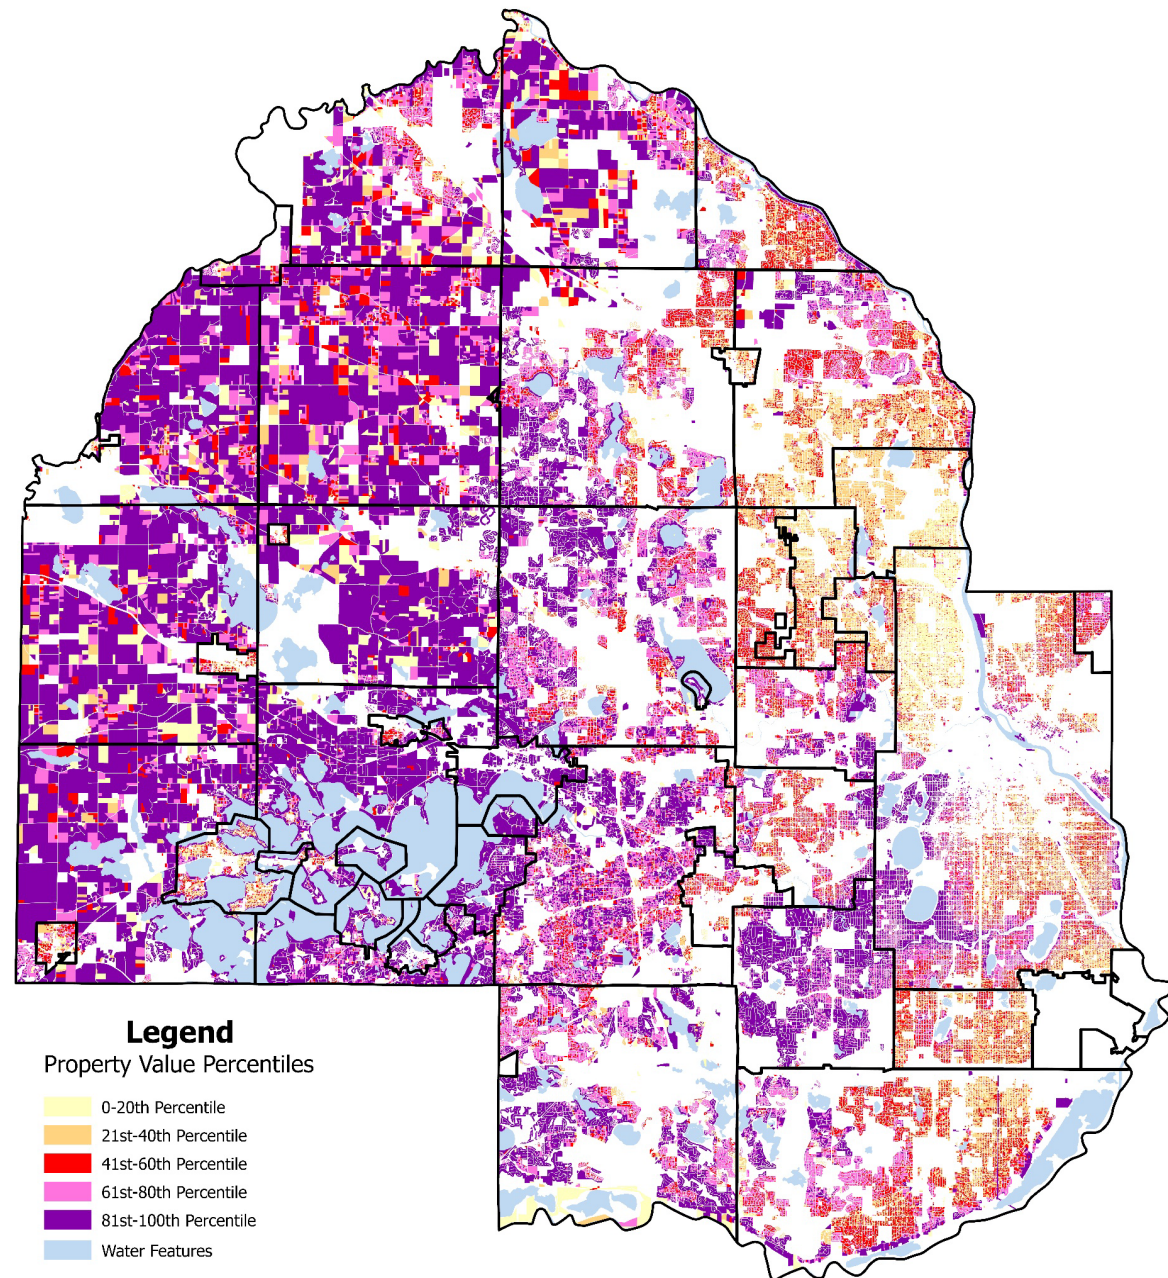 Legend
Property Value Percentiles
0-20th Percentile
21st-40th Percentile
41st-60th Percentile
61st-80th Percentile
81st-100th Percentile
Water Features